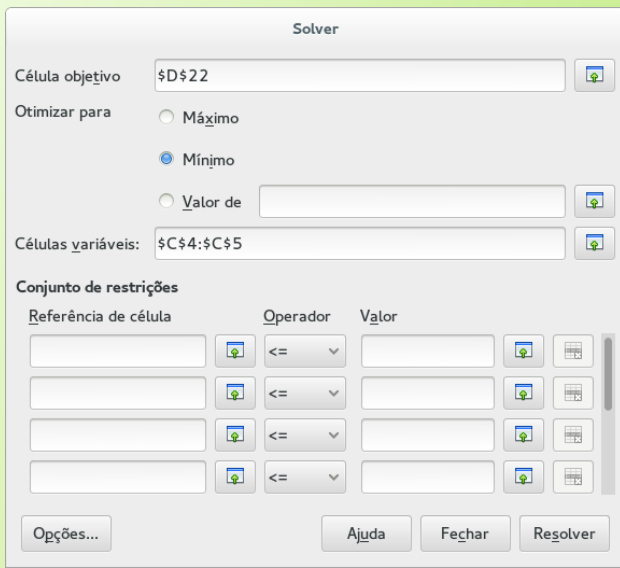 Solver
Célula objetivo $D$22
Otimizar para
Máximo
Mínimo
Valor de
Células variáveis: $C$4:$C$5
Conjunto de restrições
Referência de célula Operador Valor
<=
<=
<=
<=
Opções... Ajuda Fechar Resolver